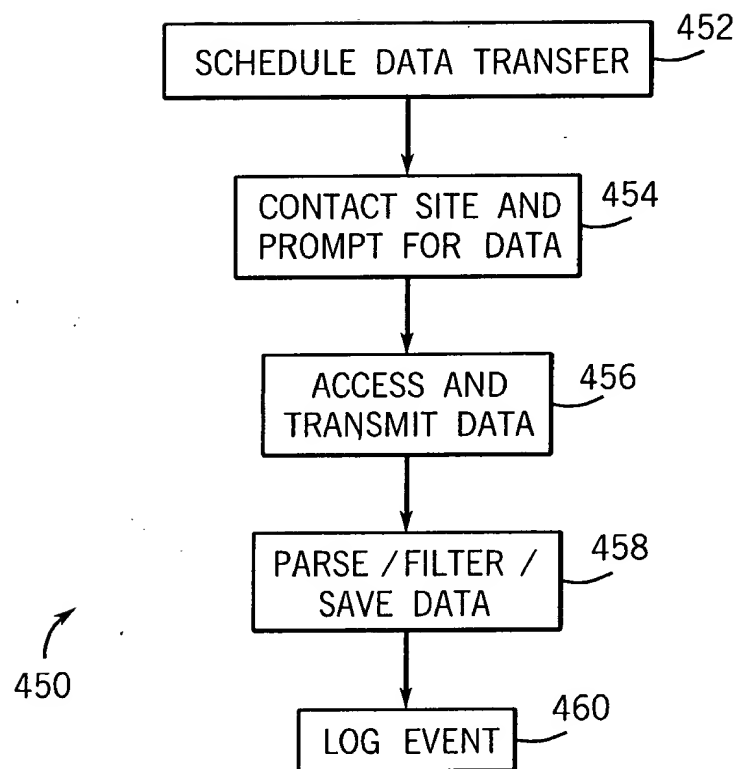 452
SCHEDULE DATA TRANSFER
454
CONTACT SITE AND
PROMPT FOR DATA
456
ACCESS AND
TRANSMIT DATA
458
PARSE / FILTER /
SAVE DATA
450
460
LOG EVENT